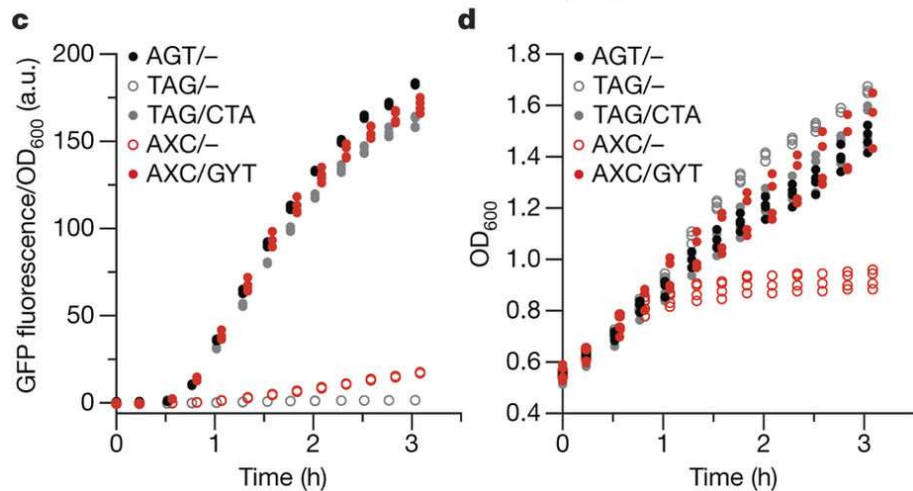 c
GFP fluorescence/OD600 (a.u.)
200
150
100
50
0
AGT/–
TAG/–
TAG/CTA
AXC/–
AXC/GYT
0 1 2 3
Time (h)
d
OD600
1.8
1.6
1.4
1.2
1.0
0.8
0.6
0.4
AGT/–
TAG/–
TAG/CTA
AXC/–
AXC/GYT
0 1 2 3
Time (h)